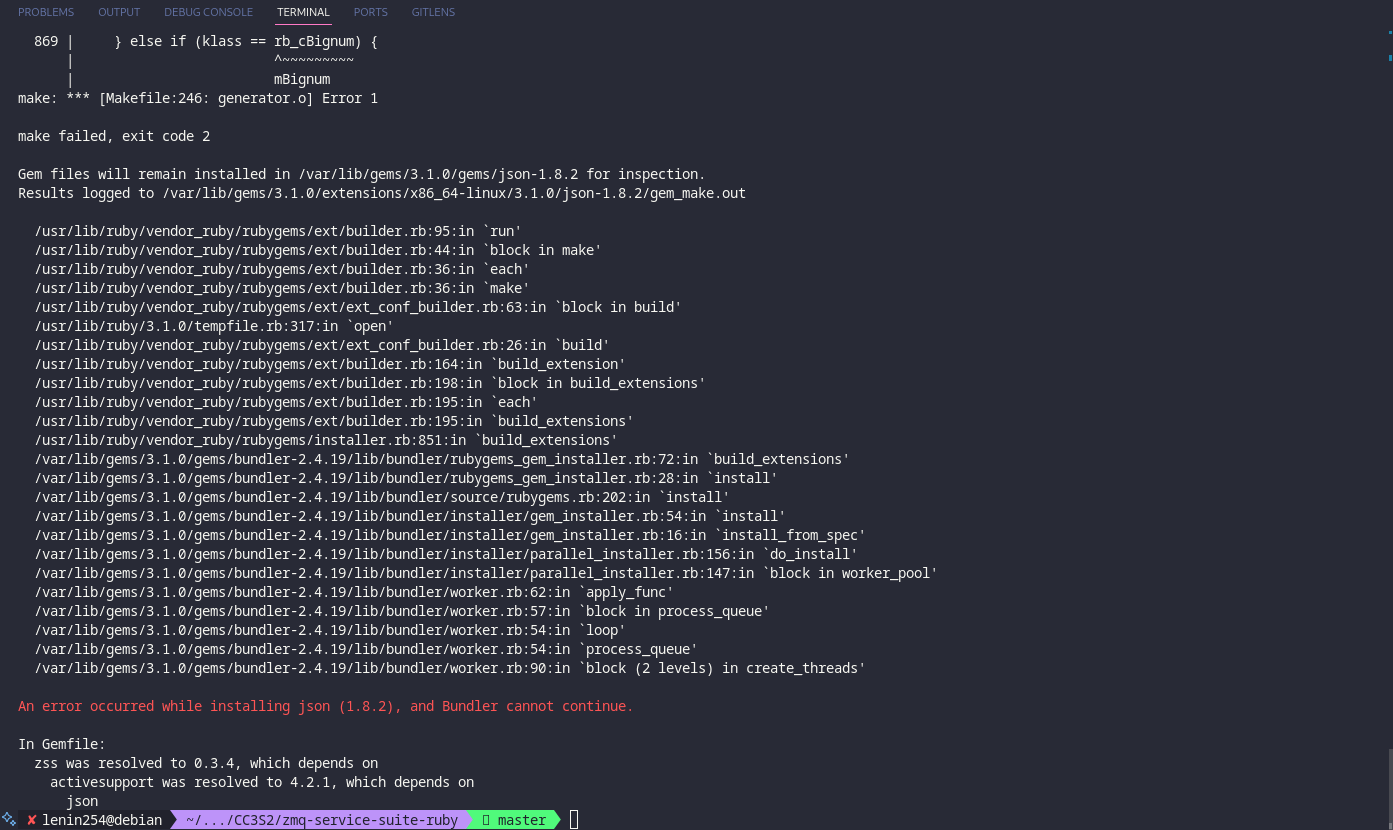 PROBLEMS OUTPUT DEBUG CONSOLE TERMINAL PORTS GITLENS
869 |     } else if (klass == rb_cBignum) {
|                         ^~~~~~~~~~
|                         mBignum
make: *** [Makefile:246: generator.o] Error 1
make failed, exit code 2
Gem files will remain installed in /var/lib/gems/3.1.0/gems/json-1.8.2 for inspection.
Results logged to /var/lib/gems/3.1.0/extensions/x86_64-linux/3.1.0/json-1.8.2/gem_make.out
/usr/lib/ruby/vendor_ruby/rubygems/ext/builder.rb:95:in `run'
/usr/lib/ruby/vendor_ruby/rubygems/ext/builder.rb:44:in `block in make'
/usr/lib/ruby/vendor_ruby/rubygems/ext/builder.rb:36:in `each'
/usr/lib/ruby/vendor_ruby/rubygems/ext/builder.rb:36:in `make'
/usr/lib/ruby/vendor_ruby/rubygems/ext/ext_conf_builder.rb:63:in `block in build'
/usr/lib/ruby/3.1.0/tempfile.rb:317:in `open'
/usr/lib/ruby/vendor_ruby/rubygems/ext/ext_conf_builder.rb:26:in `build'
/usr/lib/ruby/vendor_ruby/rubygems/ext/builder.rb:164:in `build_extension'
/usr/lib/ruby/vendor_ruby/rubygems/ext/builder.rb:198:in `block in build_extensions'
/usr/lib/ruby/vendor_ruby/rubygems/ext/builder.rb:195:in `each'
/usr/lib/ruby/vendor_ruby/rubygems/ext/builder.rb:195:in `build_extensions'
/usr/lib/ruby/vendor_ruby/rubygems/installer.rb:851:in `build_extensions'
/var/lib/gems/3.1.0/gems/bundler-2.4.19/lib/bundler/rubygems_gem_installer.rb:72:in `build_extensions'
/var/lib/gems/3.1.0/gems/bundler-2.4.19/lib/bundler/rubygems_gem_installer.rb:28:in `install'
/var/lib/gems/3.1.0/gems/bundler-2.4.19/lib/bundler/source/rubygems.rb:202:in `install'
/var/lib/gems/3.1.0/gems/bundler-2.4.19/lib/bundler/installer/gem_installer.rb:54:in `install'
/var/lib/gems/3.1.0/gems/bundler-2.4.19/lib/bundler/installer/gem_installer.rb:16:in `install_from_spec'
/var/lib/gems/3.1.0/gems/bundler-2.4.19/lib/bundler/installer/parallel_installer.rb:156:in `do_install'
/var/lib/gems/3.1.0/gems/bundler-2.4.19/lib/bundler/installer/parallel_installer.rb:147:in `block in worker_pool'
/var/lib/gems/3.1.0/gems/bundler-2.4.19/lib/bundler/worker.rb:62:in `apply_func'
/var/lib/gems/3.1.0/gems/bundler-2.4.19/lib/bundler/worker.rb:57:in `block in process_queue'
/var/lib/gems/3.1.0/gems/bundler-2.4.19/lib/bundler/worker.rb:54:in `loop'
/var/lib/gems/3.1.0/gems/bundler-2.4.19/lib/bundler/worker.rb:54:in `process_queue'
/var/lib/gems/3.1.0/gems/bundler-2.4.19/lib/bundler/worker.rb:90:in `block (2 levels) in create_threads'
An error occurred while installing json (1.8.2), and Bundler cannot continue.
In Gemfile:
zss was resolved to 0.3.4, which depends on
activesupport was resolved to 4.2.1, which depends on
json
✘ lenin254@debian ~/.../CC3S2/zmq-service-suite-ruby master